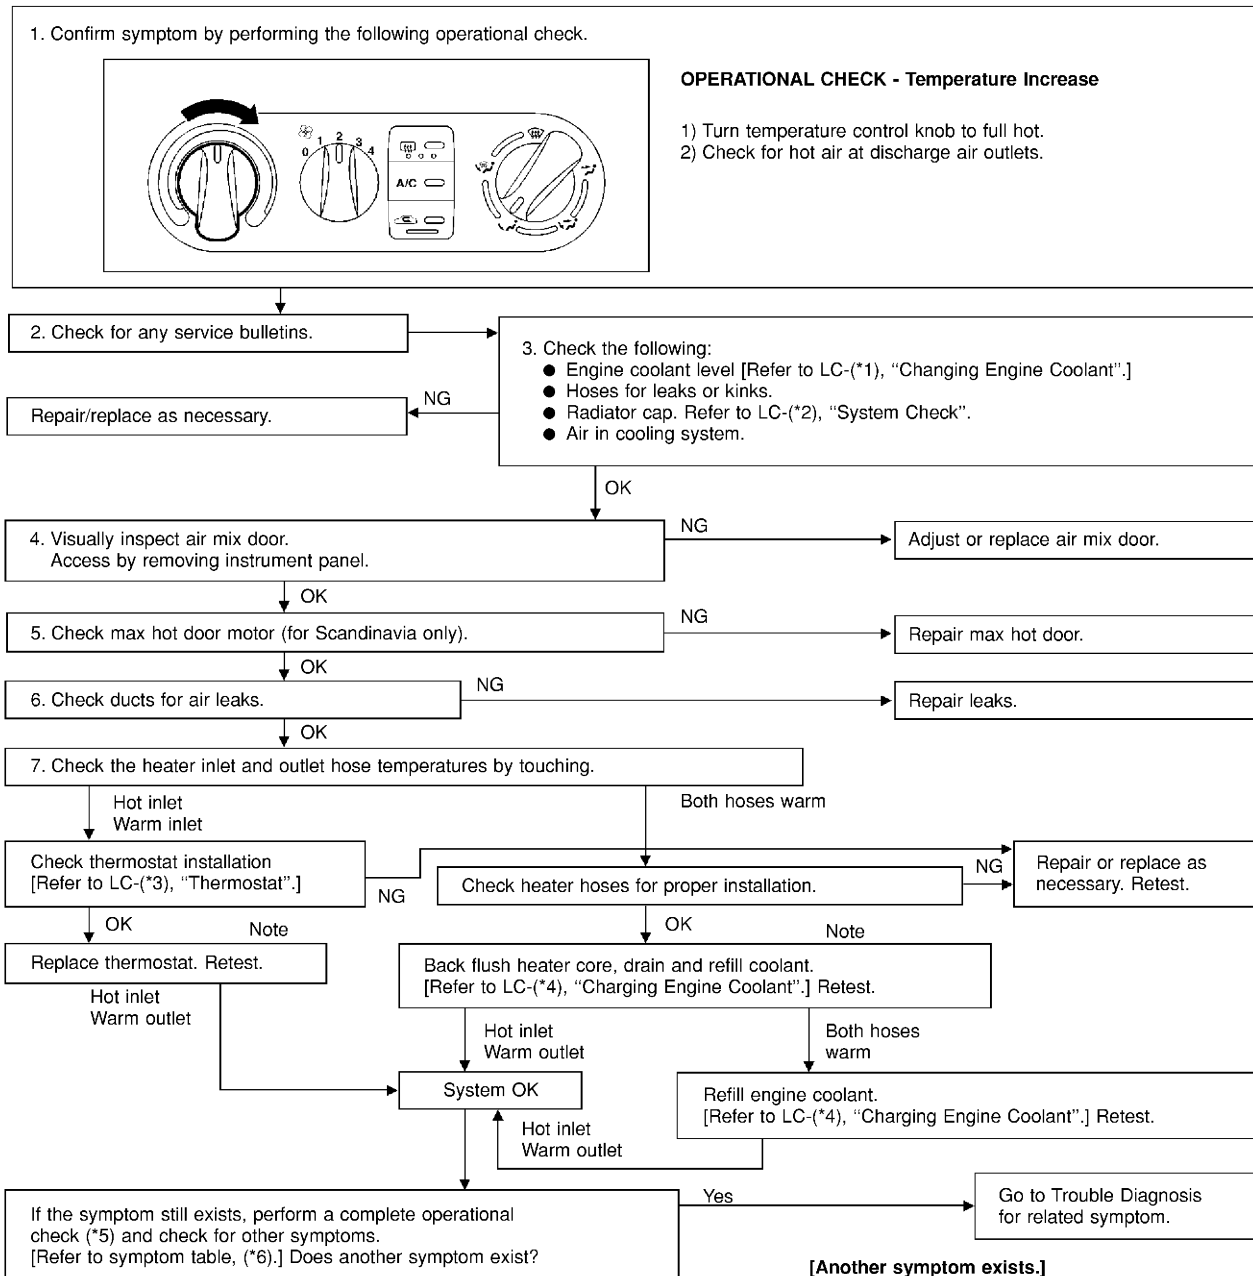 1. Confirm symptom by performing the following operational check.
OPERATIONAL CHECK - Temperature Increase
1) Turn temperature control knob to full hot.
2) Check for hot air at discharge air outlets.
0 1 2 3 4
A/C
2. Check for any service bulletins.
3. Check the following:
● Engine coolant level [Refer to LC-(*1), “Changing Engine Coolant”.]
● Hoses for leaks or kinks.
● Radiator cap. Refer to LC-(*2), “System Check”.
● Air in cooling system.
NG
Repair/replace as necessary.
OK
4. Visually inspect air mix door.
Access by removing instrument panel.
NG
Adjust or replace air mix door.
OK
5. Check max hot door motor (for Scandinavia only).
NG
Repair max hot door.
OK
6. Check ducts for air leaks.
NG
Repair leaks.
OK
7. Check the heater inlet and outlet hose temperatures by touching.
Hot inlet
Warm inlet
Both hoses warm
Check thermostat installation
[Refer to LC-(*3), “Thermostat”.]
NG
Check heater hoses for proper installation.
NG
Repair or replace as
necessary. Retest.
OK
Note
Replace thermostat. Retest.
OK
Note
Back flush heater core, drain and refill coolant.
[Refer to LC-(*4), “Charging Engine Coolant”.] Retest.
Hot inlet
Warm outlet
Hot inlet
Warm outlet
Both hoses
warm
System OK
Refill engine coolant.
[Refer to LC-(*4), “Charging Engine Coolant”.] Retest.
Hot inlet
Warm outlet
If the symptom still exists, perform a complete operational
check (*5) and check for other symptoms.
[Refer to symptom table, (*6).] Does another symptom exist?
Yes
Go to Trouble Diagnosis
for related symptom.
[Another symptom exists.]